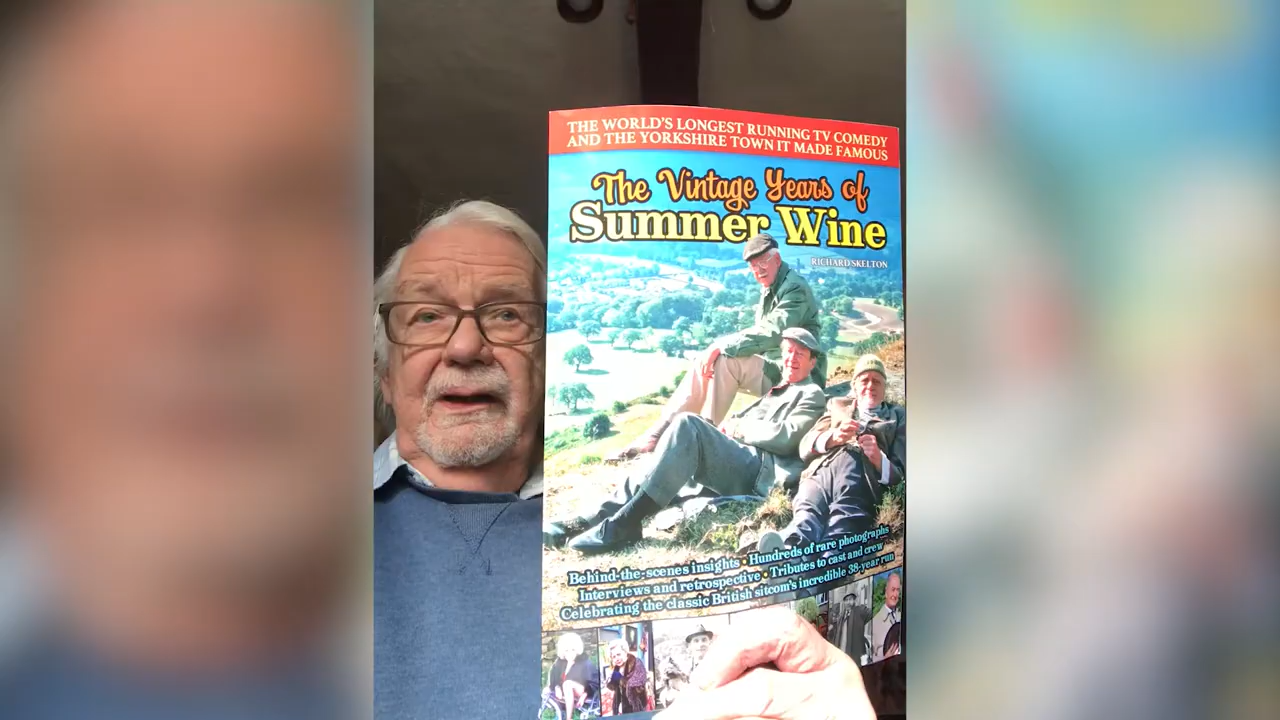 THE WORLD'S LONGEST RUNNING TV COMEDY
AND THE YORKSHIRE TOWN IT MADE FAMOUS
The Vintage Years of
Summer Wine
RICHARD SKELTON
Behind-the-scenes insights • Hundreds of rare photographs
Interviews and retrospective • Tributes to cast and crew
Celebrating the classic British sitcom's incredible 38-year run